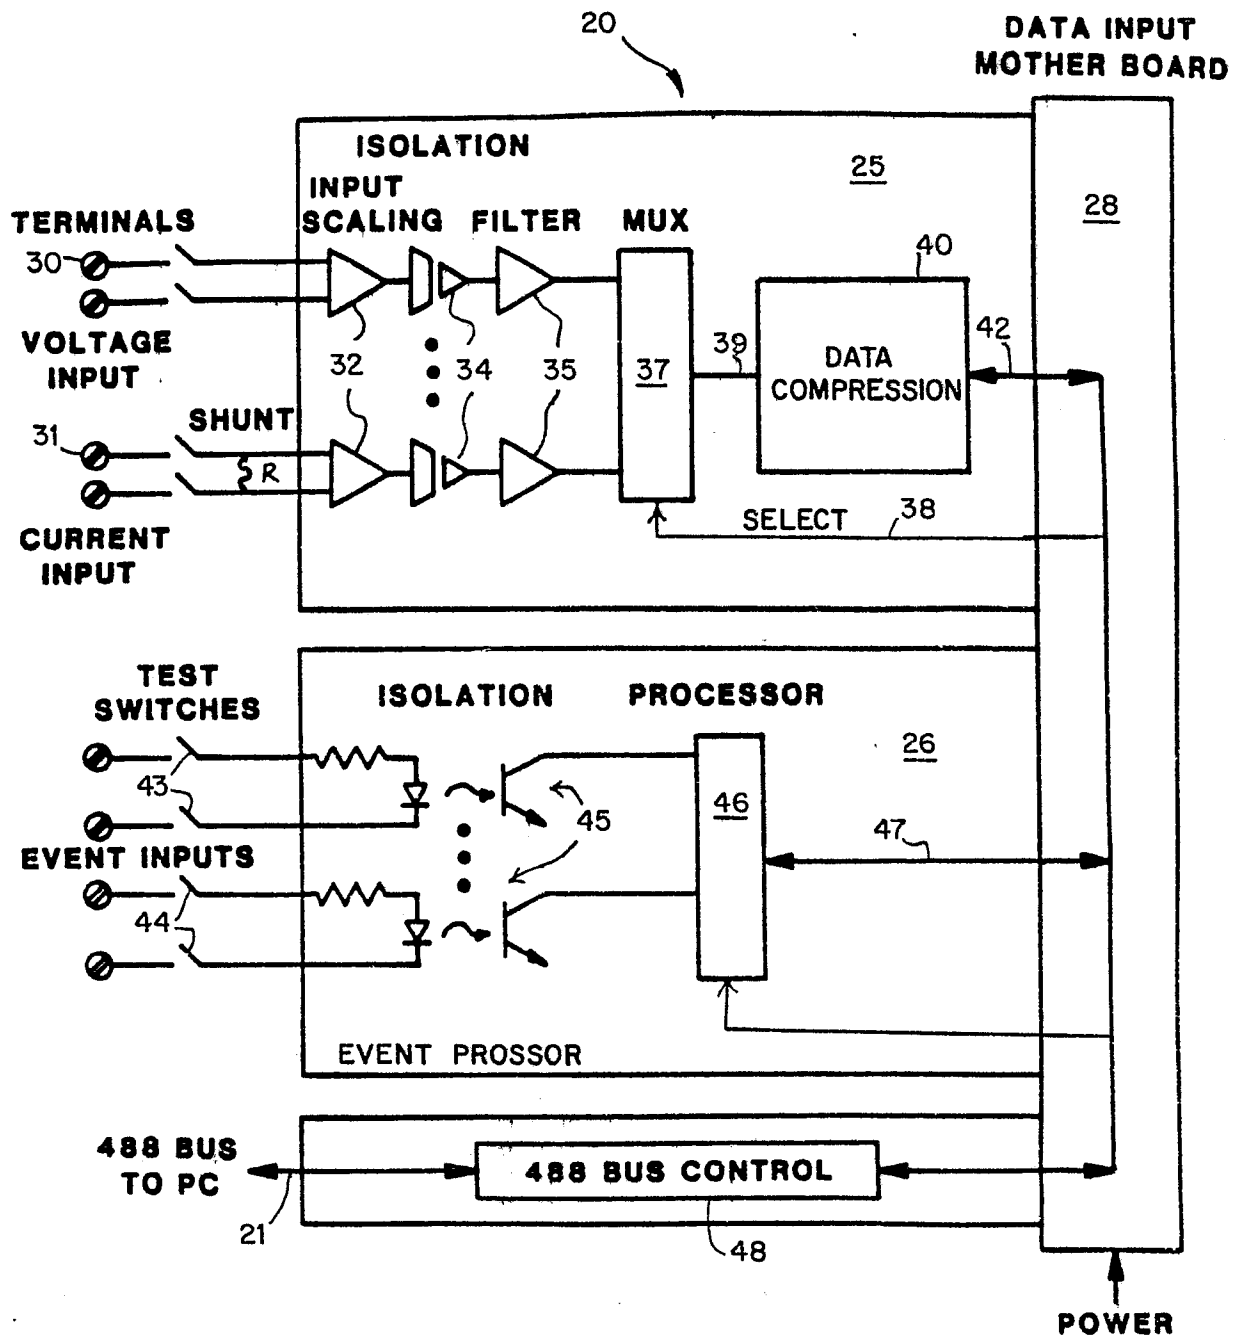 20
DATA INPUT
MOTHER BOARD
ISOLATION
25
28
INPUT
SCALING
FILTER
MUX
TERMINALS
30
40
VOLTAGE
INPUT
32
34
35
37
39
DATA
COMPRESSION
42
SHUNT
31
R
CURRENT
INPUT
SELECT
38
TEST
SWITCHES
ISOLATION
PROCESSOR
26
43
45
46
47
EVENT INPUTS
44
EVENT PROSSOR
488 BUS
TO PC
488 BUS CONTROL
21
48
POWER